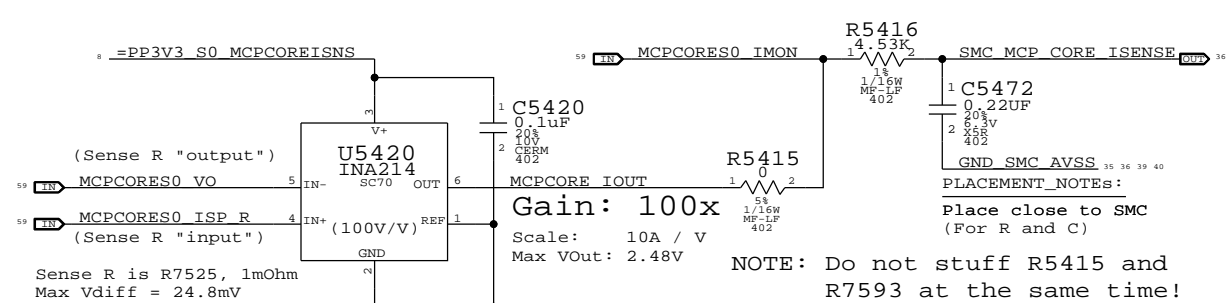 8 =PP3V3_S0_MCPCOREISNS
59 IN MCPCORES0_IMON
R5416
4.53K
1 2
1%
1/16W
MF-LF
402
SMC_MCP_CORE_ISENSE OUT 36
1 C5472
0.22UF
20%
6.3V
2 X5R
402
GND_SMC_AVSS 35 36 39 40
PLACEMENT_NOTEs:
Place close to SMC
(For R and C)
1 C5420
0.1uF
20%
10V
2 CERM
402
3
V+
U5420
INA214
SC70
(Sense R "output")
59 IN MCPCORES0_VO 5 IN-
OUT 6 MCPCORE_IOUT
R5415
0
1 2
5%
1/16W
MF-LF
402
59 IN MCPCORES0_ISP_R 4 IN+
(100V/V)
REF 1
(Sense R "input")
GND
2
Gain: 100x
Scale: 10A / V
Max VOut: 2.48V
Sense R is R7525, 1mOhm
Max Vdiff = 24.8mV
NOTE: Do not stuff R5415 and
R7593 at the same time!